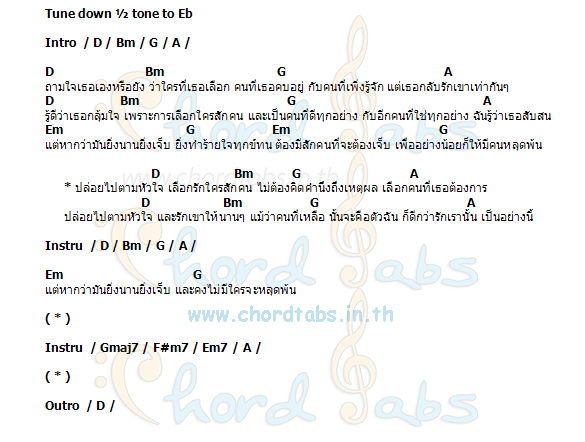 Tune down ½ tone to Eb
Intro / D / Bm / G / A /
D Bm G A
ถามใจเธอเองหรือยัง ว่าใครที่เธอเลือก คนที่เธอคบอยู่ กับคนที่เพิ่งรู้จัก แต่เธอกลับรักเขาเท่ากันๆ
D Bm G A
รู้ดีว่าเธอกลุ้มใจ เพราะการเลือกใครสักคน และเป็นคนที่ดีทุกอย่าง กับอีกคนที่ใช่ทุกอย่าง ฉันรู้ว่าเธอสับสน
Em G Em G
แต่หากว่ามันยิ่งนานยิ่งเจ็บ ยิ่งทำร้ายใจทุกข์ทน ต้องมีสักคนที่จะต้องเจ็บ เพื่ออย่างน้อยก็ให้มีคนหลุดพ้น
D Bm G A
* ปล่อยไปตามหัวใจ เลือกรักใครสักคน ไม่ต้องคิดคำนึงถึงเหตุผล เลือกคนที่เธอต้องการ
D Bm G A
ปล่อยไปตามหัวใจ และรักเขาให้นานๆ แม้ว่าคนที่เหลือ นั้นจะคือตัวฉัน ก็ดีกว่ารักเรานั้น เป็นอย่างนี้
Instru / D / Bm / G / A /
Em G
แต่หากว่ามันยิ่งนานยิ่งเจ็บ และคงไม่มีใครจะหลุดพ้น
( * )
www.chordtabs.in.th
Instru / Gmaj7 / F#m7 / Em7 / A /
( * )
Outro / D /
Chord Tabs